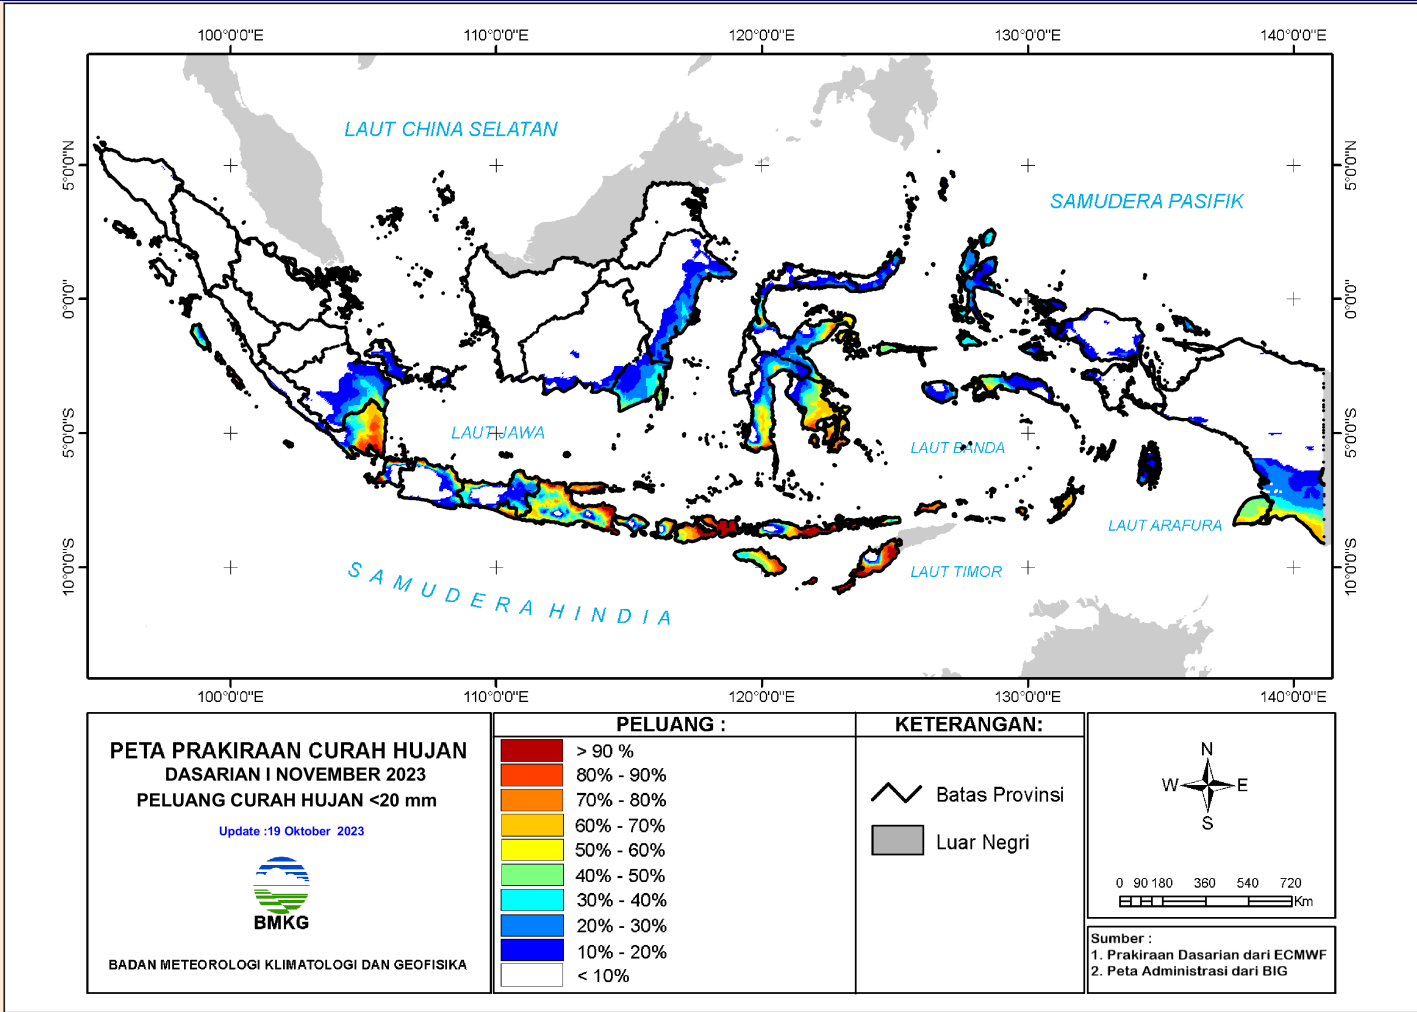 100°0'0"E 110°0'0"E 120°0'0"E 130°0'0"E 140°0'0"E
5°0'0"N
0°0'0"
5°0'0"S
10°0'0"S
LAUT CHINA SELATAN
SAMUDERA PASIFIK
LAUT JAWA
LAUT BANDA
LAUT ARAFURA
LAUT TIMOR
SAMUDERA HINDIA
5°0'0"N
0°0'0"
5°0'0"S
10°0'0"S
100°0'0"E 110°0'0"E 120°0'0"E 130°0'0"E 140°0'0"E
PETA PRAKIRAAN CURAH HUJAN
DASARIAN I NOVEMBER 2023
PELUANG CURAH HUJAN <20 mm
Update :19 Oktober 2023
BMKG
BADAN METEOROLOGI KLIMATOLOGI DAN GEOFISIKA
PELUANG :
> 90 %
80% - 90%
70% - 80%
60% - 70%
50% - 60%
40% - 50%
30% - 40%
20% - 30%
10% - 20%
< 10%
KETERANGAN:
Batas Provinsi
Luar Negri
N
W E
S
0 90 180 360 540 720
Km
Sumber :
1. Prakiraan Dasarian dari ECMWF
2. Peta Administrasi dari BIG